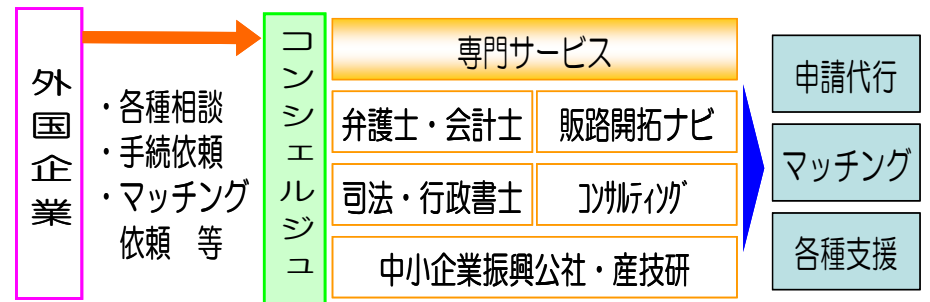 外国企業
・各種相談
・手続依頼
・マッチング
依頼　等
コンシェルジュ
専門サービス
弁護士・会計士
販路開拓ナビ
司法・行政書士
ｺﾝｻﾙﾃｨﾝｸﾞ
中小企業振興公社・産技研
申請代行
マッチング
各種支援